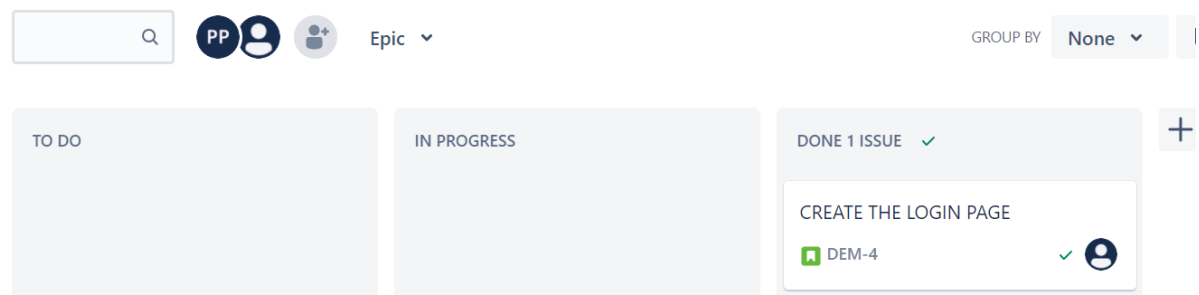 PP
Epic
GROUP BY
None
TO DO
IN PROGRESS
DONE 1 ISSUE
CREATE THE LOGIN PAGE
DEM-4